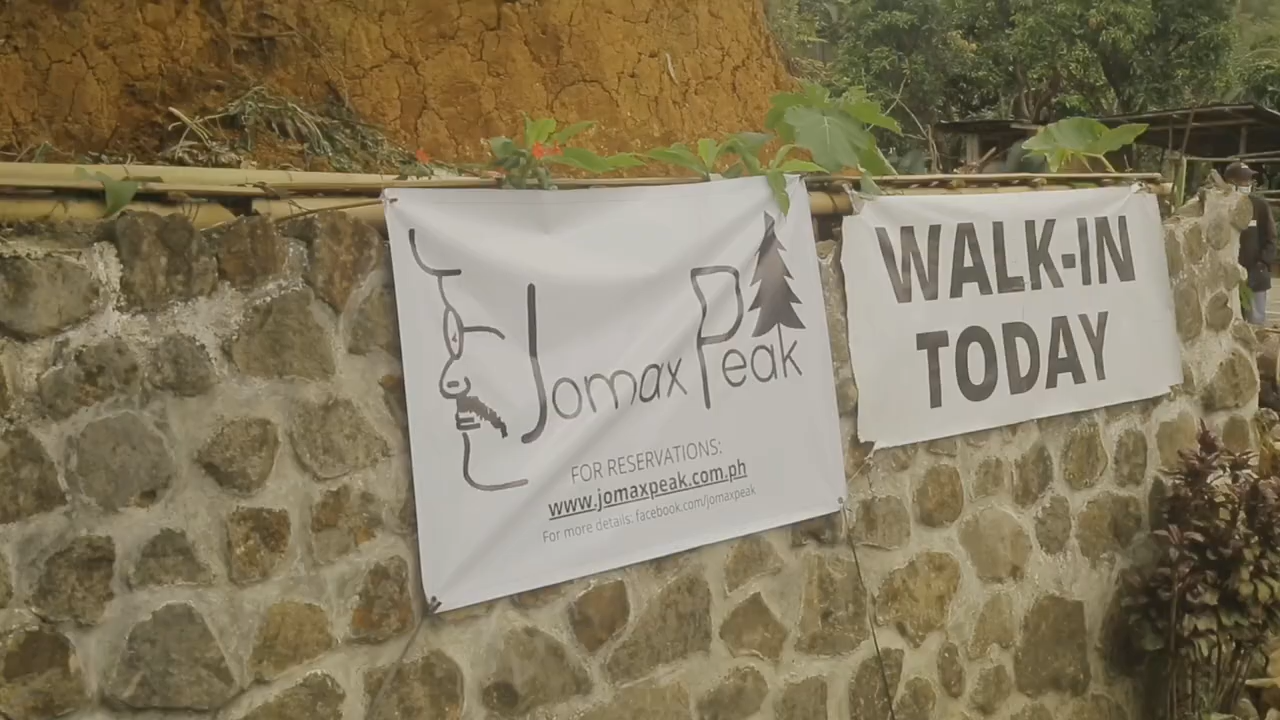 Jomax Peak
FOR RESERVATIONS:
www.jomaxpeak.com.ph
For more details: facebook.com/jomaxpeak
WALK-IN
TODAY